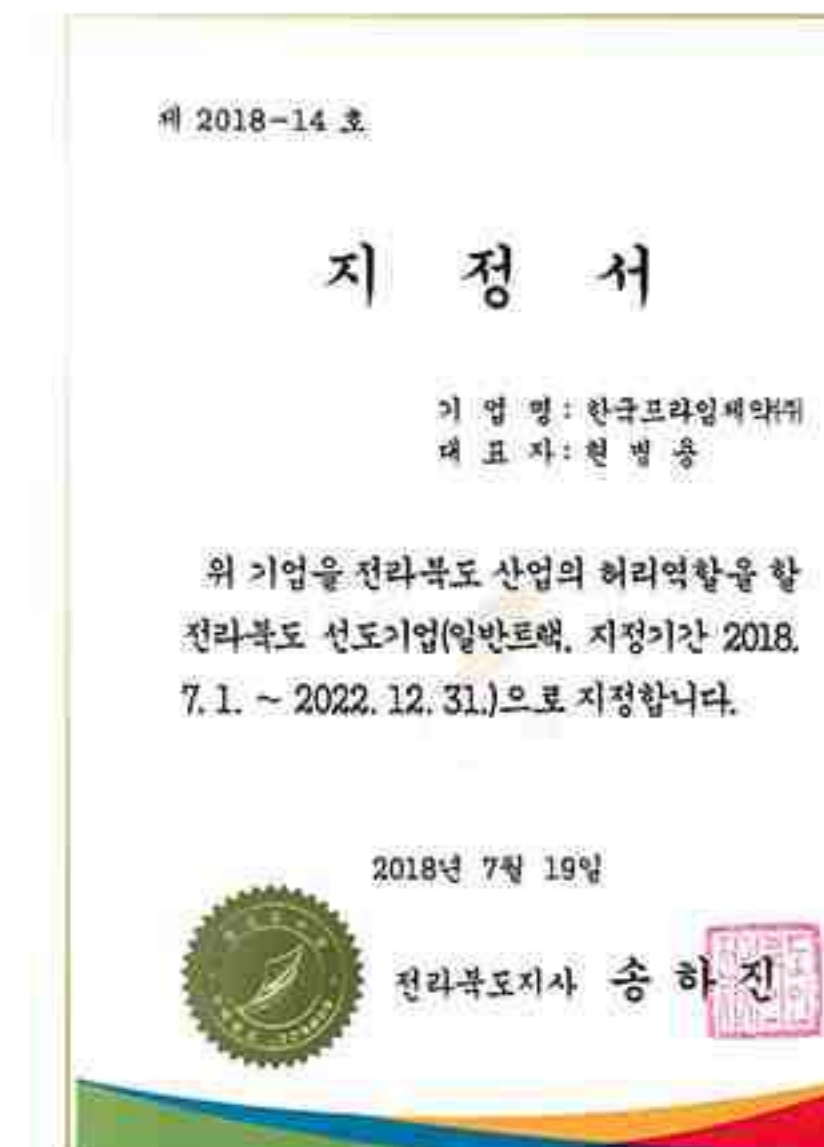 제 2018-14 호
지 정 서
기 업 명 : 한국프라임제약(주)
대 표 자 : 현 병 용
위 기업을 전라북도 산업의 허리역할을 할
전라북도 선도기업(일반트랙, 지정기간 2018.
7. 1. ~ 2022. 12. 31.)으로 지정합니다.
2018년 7월 19일
전라북도지사 송 하 진